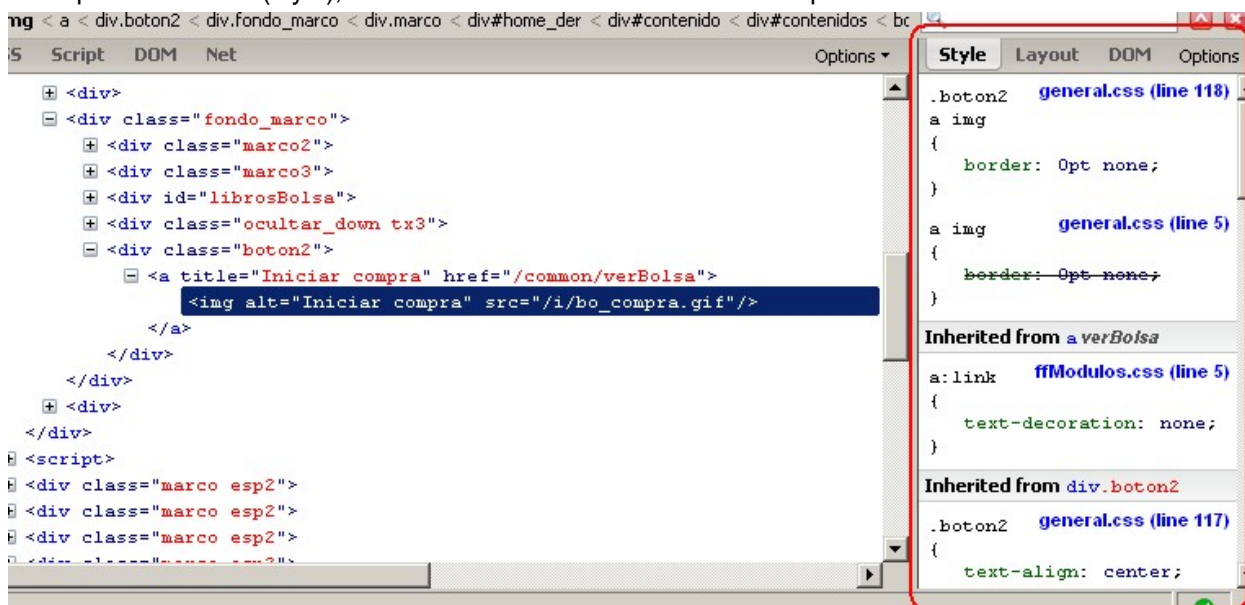 mg < a < div.boton2 < div.fondo_marco < div.marco < div#home_der < div#contenido < div#contenidos < bc
S Script DOM Net Options
<div>
<div class="fondo_marco">
<div class="marco2">
<div class="marco3">
<div id="librosBolsa">
<div class="ocultar_down tx3">
<div class="boton2">
<a title="Iniciar compra" href="/common/verBolsa">
<img alt="Iniciar compra" src="/i/bo_compra.gif"/>
</a>
</div>
</div>
<div>
</div>
<script>
<div class="marco esp2">
<div class="marco esp2">
<div class="marco esp2">
<div class="marco esp2">
Style Layout DOM Options
.boton2 general.css (line 118)
a img
{
border: 0pt none;
}
a img general.css (line 5)
{
border: 0pt none;
}
Inherited from a verBolsa
a:link ffModulos.css (line 5)
{
text-decoration: none;
}
Inherited from div.boton2
.boton2 general.css (line 117)
{
text-align: center;